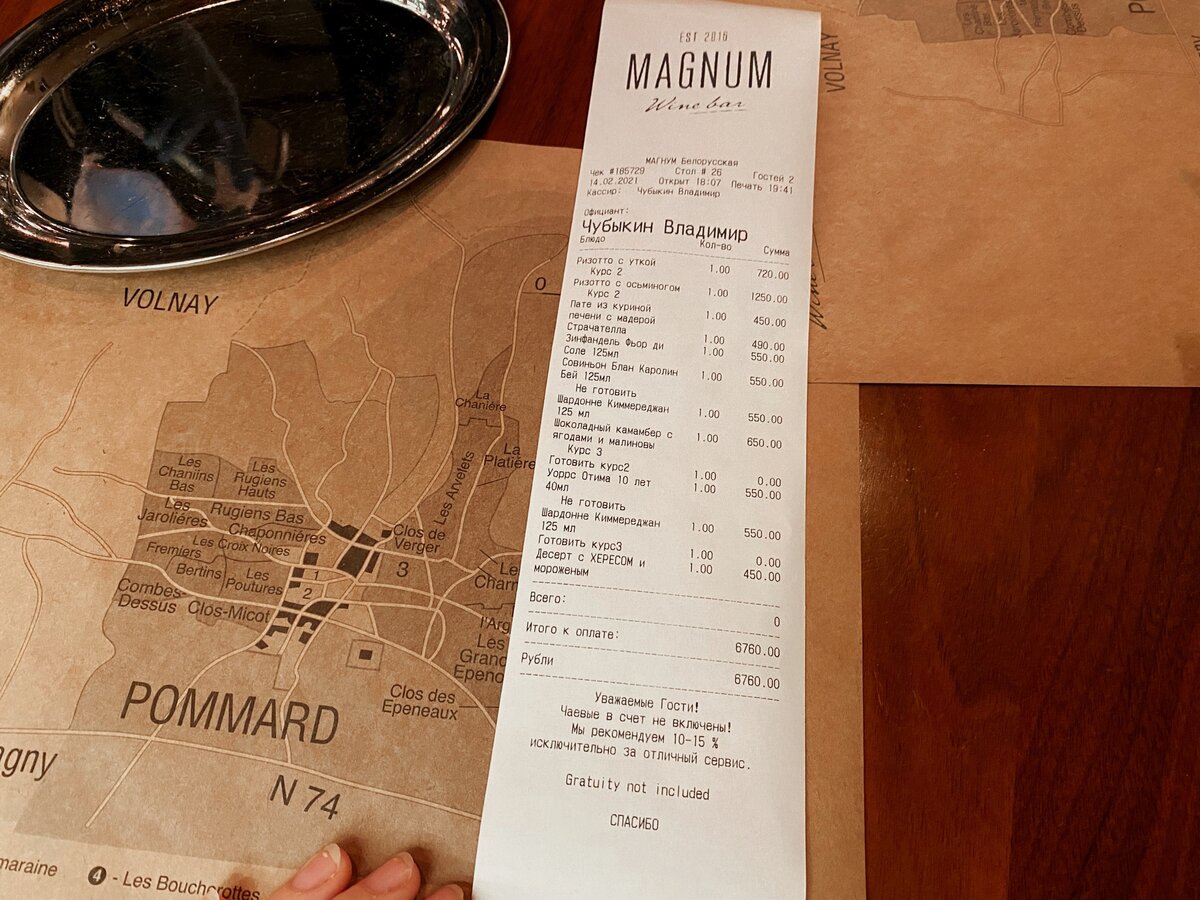 EST 2015
MAGNUM
Wine bar
МАГНУМ Белорусская
Чек #185729 Стол # 26 Гостей 2
14.02.2021 Открыт 18:07 Печать 19:41
Кассир: Чубыкин Владимир
Официант:
Чубыкин Владимир
Блюдо Кол-во Сумма
Ризотто с уткой 1.00 720.00
Курс 2
Ризотто с осьминогом 1.00 1250.00
Курс 2
Пате из куриной 1.00 450.00
печени с мадерой
Страчателла 1.00 490.00
Зинфандель Фьор ди 1.00 550.00
Соле 125мл
Совиньон Блан Каролин 1.00 550.00
Бей 125мл
Не готовить
Шардонне Киммереджан 1.00 550.00
125 мл
Шоколадный камамбер с 1.00 650.00
ягодами и малиновы
Курс 3
Готовить курс2 1.00 0.00
Уоррс Отима 10 лет 1.00 550.00
40мл
Не готовить
Шардонне Киммереджан 1.00 550.00
125 мл
Готовить курс3 1.00 0.00
Десерт с ХЕРЕСОМ и 1.00 450.00
мороженым
Всего: 0
Итого к оплате: 6760.00
Рубли 6760.00
Уважаемые Гости!
Чаевые в счет не включены!
Мы рекомендуем 10-15 %
исключительно за отличный сервис.
Gratuity not included
СПАСИБО
VOLNAY
VOLNAY
O
La
Chanière
La
Platière
Les Arvelets
Les
Chanlins
Bas
Les
Rugiens
Hauts
Les
Jarolières
Rugiens Bas
Chaponnières
Clos de
Verger
Fremiers
Les Croix Noires
Bertins
Les
Poutures
Combes-
Dessus
Clos-Micot
1
2
3
Les
Grand
Epeno
Clos des
Epeneaux
POMMARD
N 74
maraine
4 - Les Boucherottes